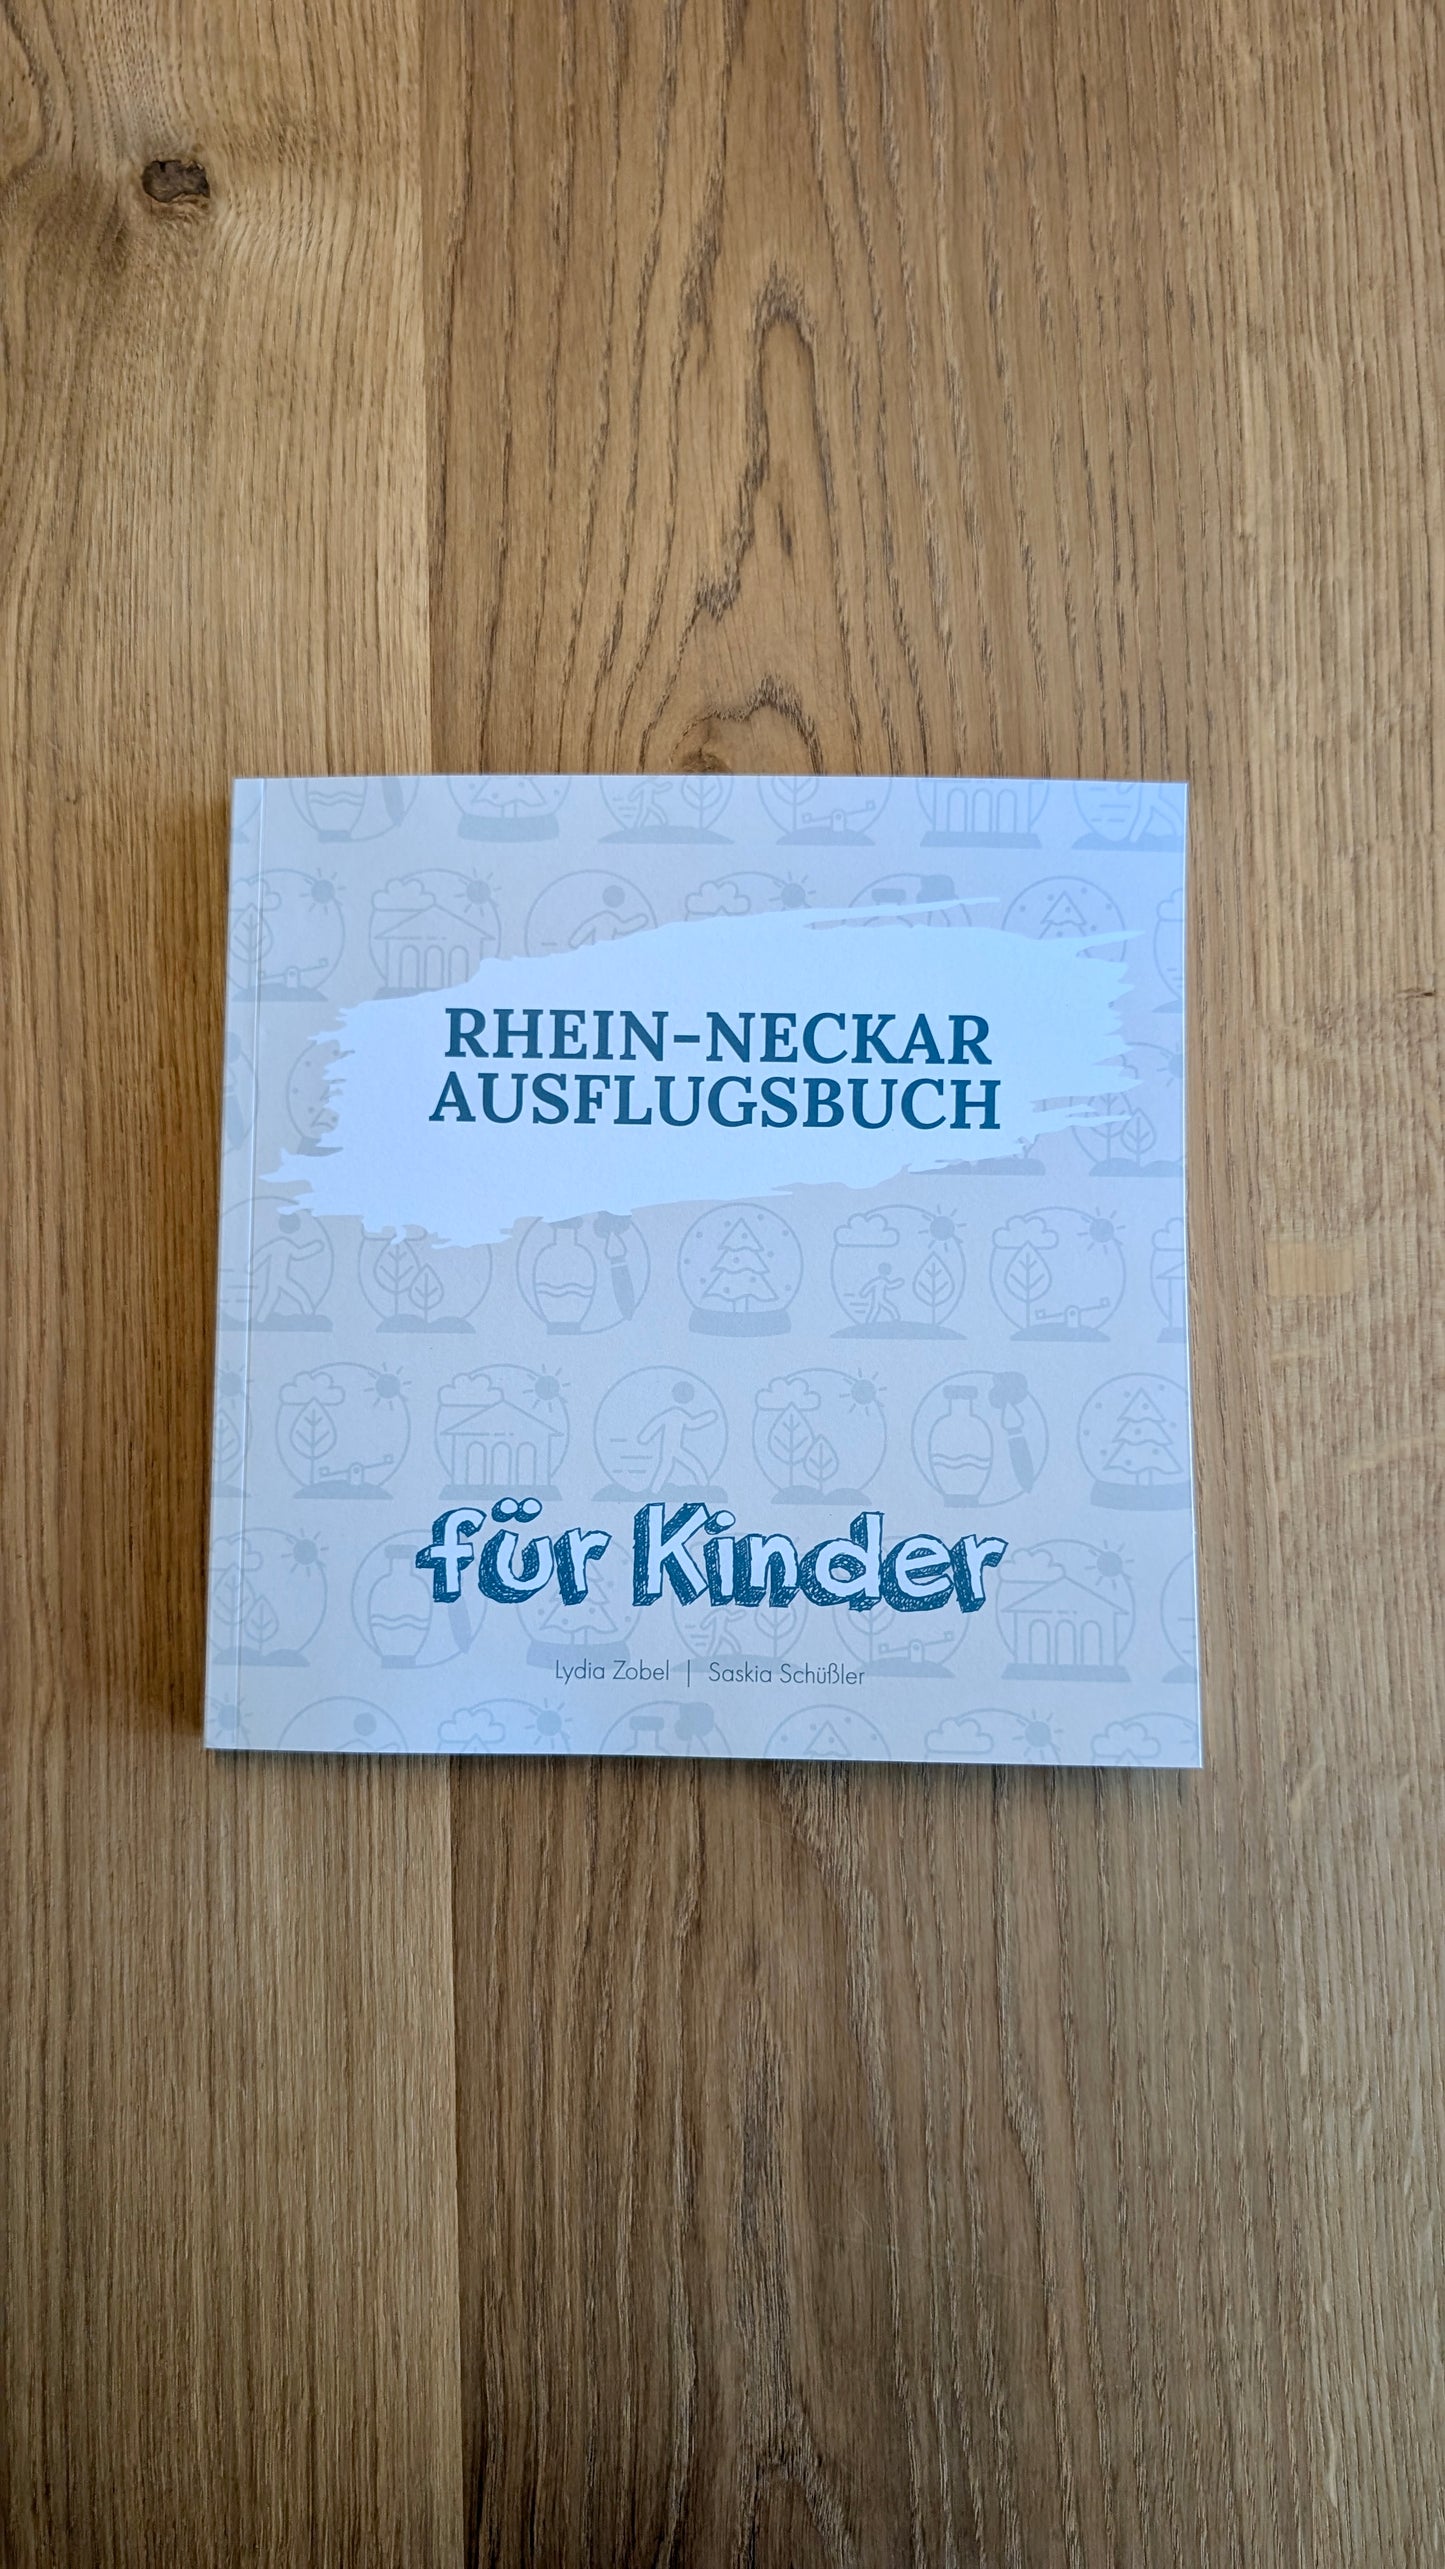 RHEIN-NECKAR
AUSFLUGSBUCH
für Kinder
Lydia Zobel | Saskia Schüßler